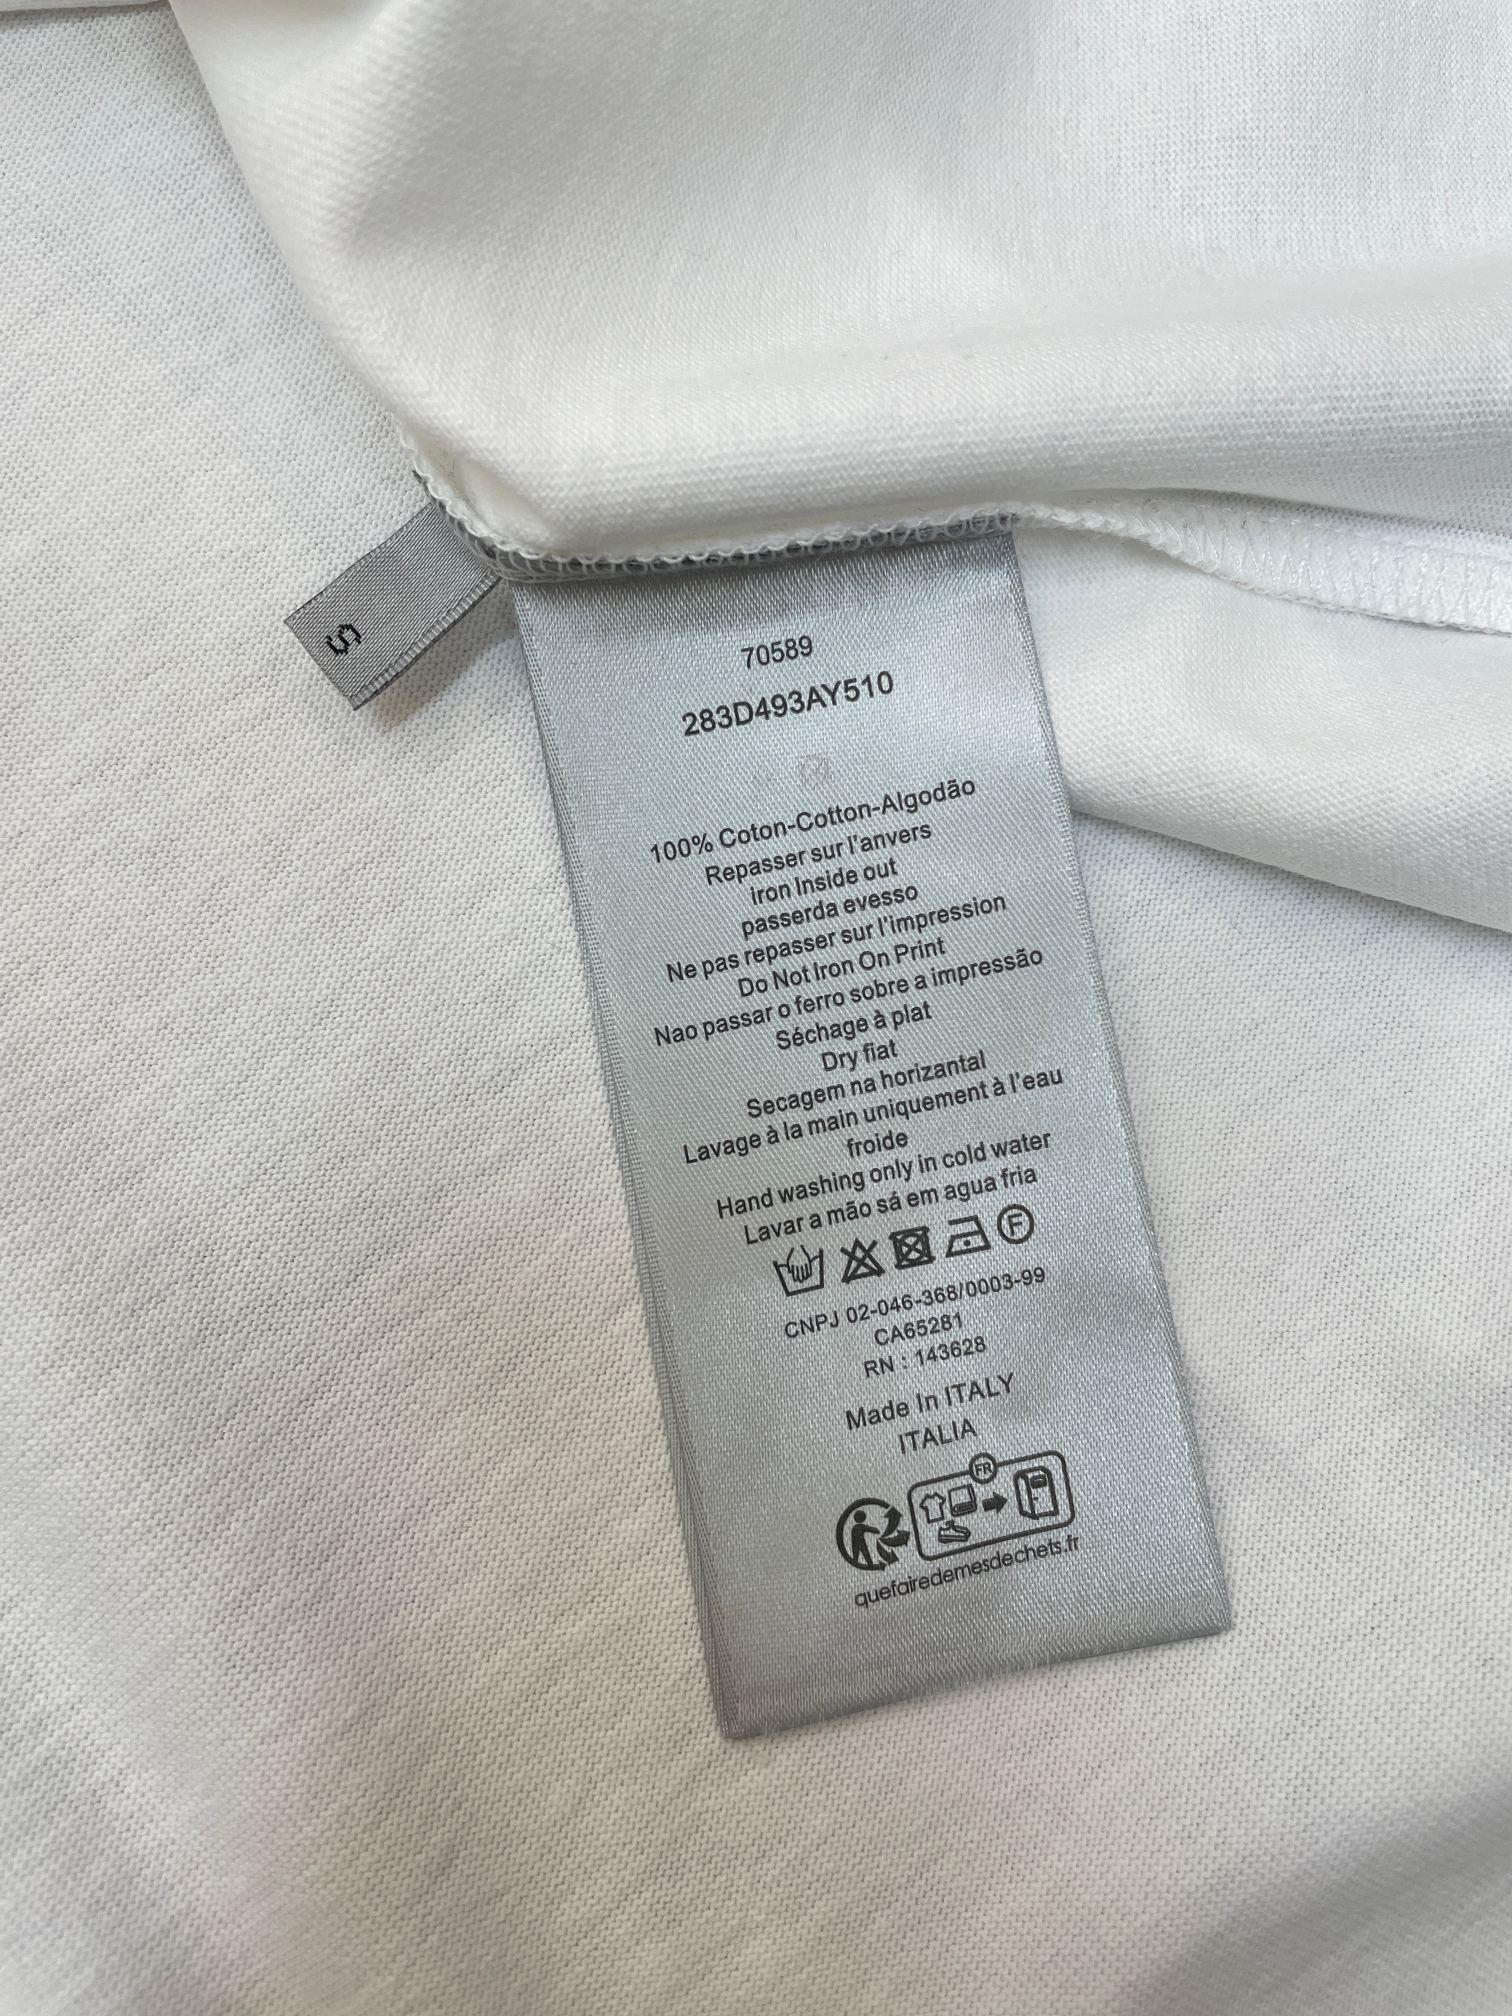 S
70589
283D493AY510
100% Coton-Cotton-Algodão
Repasser sur l'anvers
iron Inside out
passerda evesso
Ne pas repasser sur l'impression
Do Not Iron On Print
Nao passar o ferro sobre a impressão
Séchage à plat
Dry fiat
Secagem na horizantal
Lavage à la main uniquement à l'eau
froide
Hand washing only in cold water
Lavar a mão sá em agua fria
F
CNPJ 02-046-368/0003-99
CA65281
RN : 143628
Made In ITALY
ITALIA
FR
quefairedemesdechets.fr